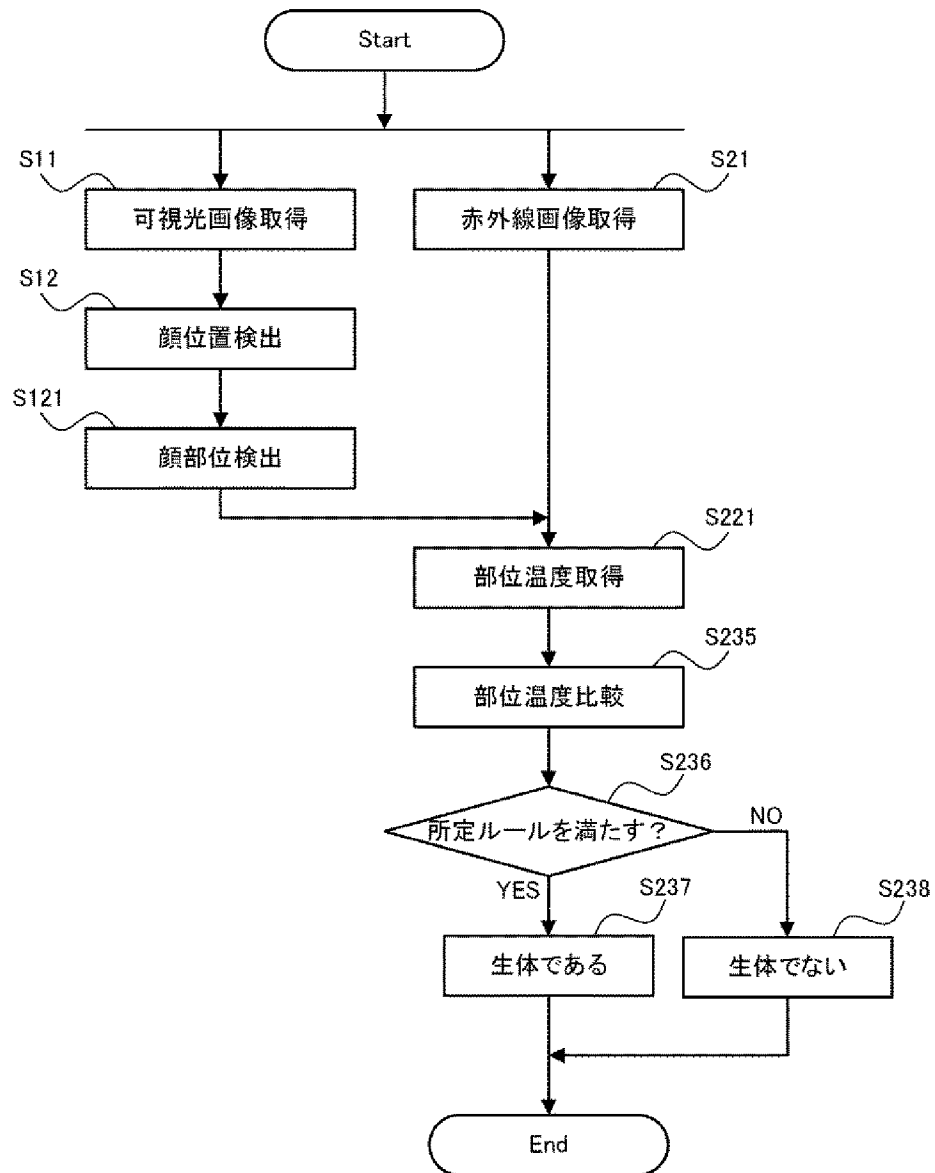 Start
S11
可視光画像取得
S21
赤外線画像取得
S12
顔位置検出
S121
顔部位検出
S221
部位温度取得
S235
部位温度比較
S236
所定ルールを満たす?
NO
YES
S237
生体である
S238
生体でない
End